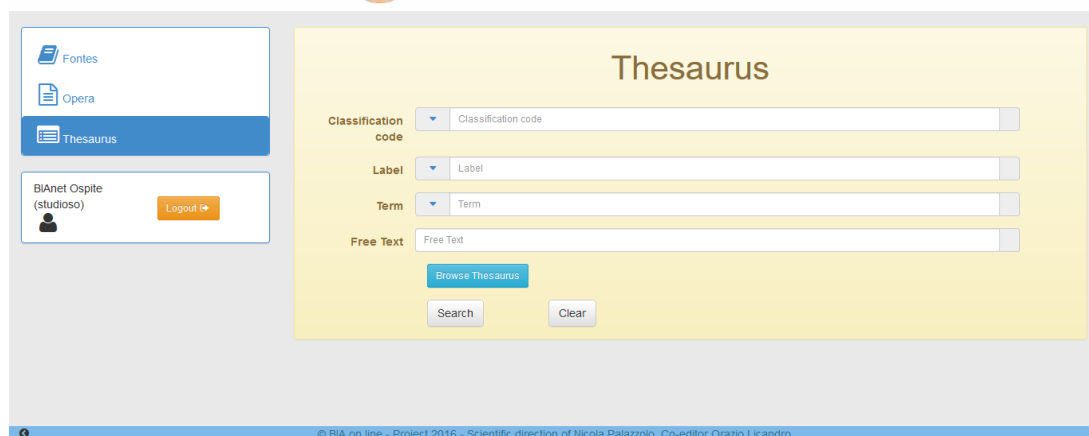 Fontes
Opera
Thesaurus
BIAnet Ospite
(studioso)
Logout
Thesaurus
Classification
code
Classification code
Label
Label
Term
Term
Free Text
Free Text
Browse Thesaurus
Search
Clear
© BIA on line - Project 2016 - Scientific direction of Nicola Palazzolo, Co-editor Orazio Licandro